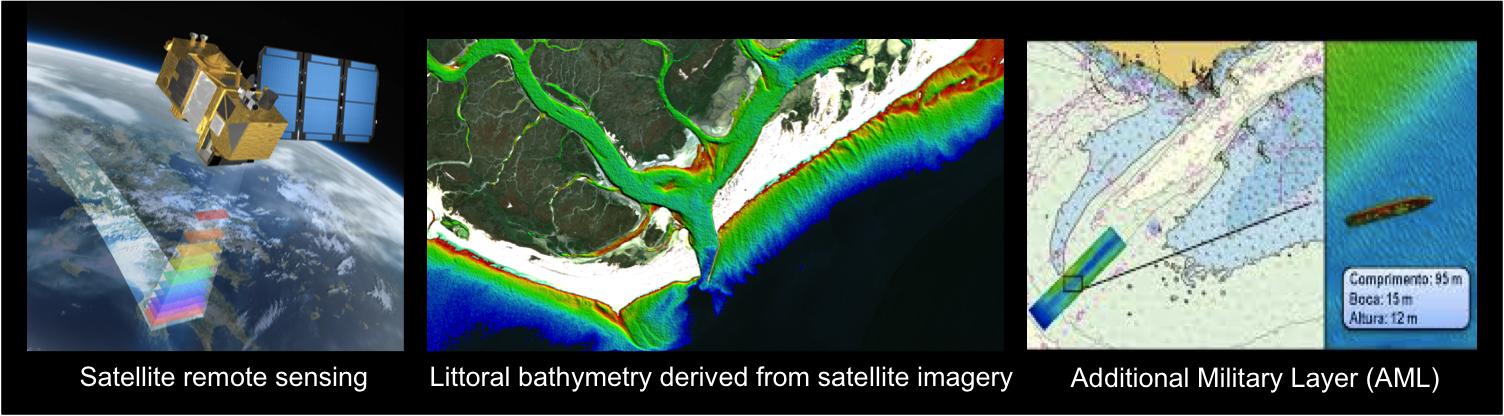 Comprimento: 95 m
Boca: 15 m
Altura: 12 m
Satellite remote sensing
Littoral bathymetry derived from satellite imagery
Additional Military Layer (AML)